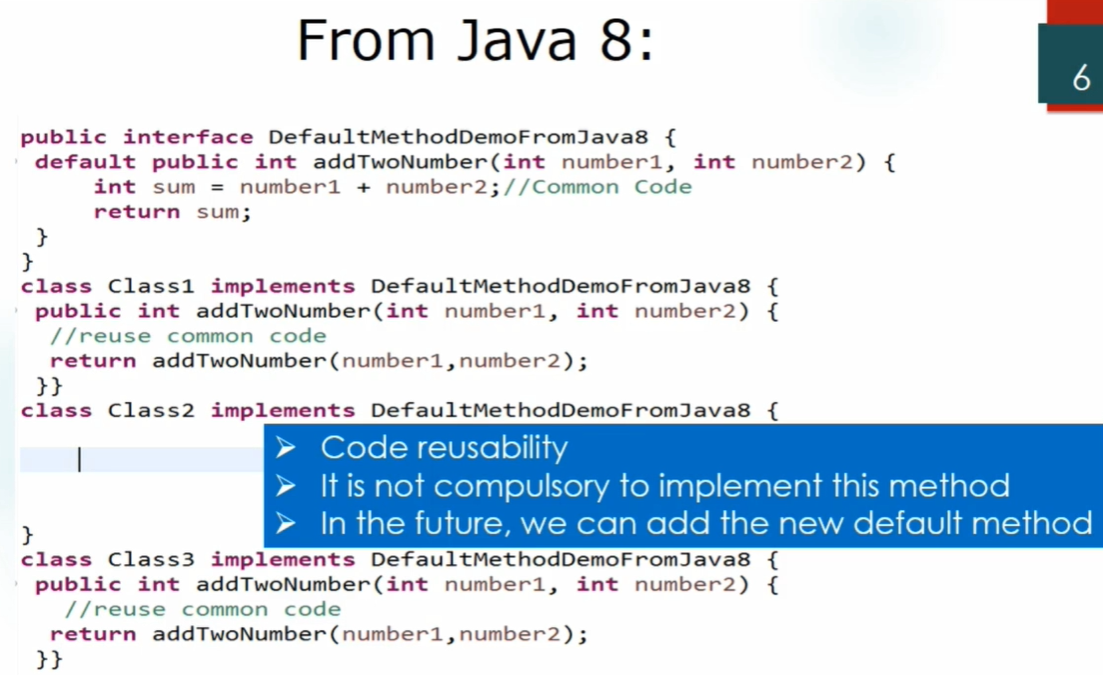 From Java 8:
6
public interface DefaultMethodDemoFromJava8 {
default public int addTwoNumber(int number1, int number2) {
int sum = number1 + number2;//Common Code
return sum;
}
}
class Class1 implements DefaultMethodDemoFromJava8 {
public int addTwoNumber(int number1, int number2) {
//reuse common code
return addTwoNumber(number1,number2);
}}
class Class2 implements DefaultMethodDemoFromJava8 {
➢ Code reusability
➢ It is not compulsory to implement this method
➢ In the future, we can add the new default method
}
class Class3 implements DefaultMethodDemoFromJava8 {
public int addTwoNumber(int number1, int number2) {
//reuse common code
return addTwoNumber(number1,number2);
}}